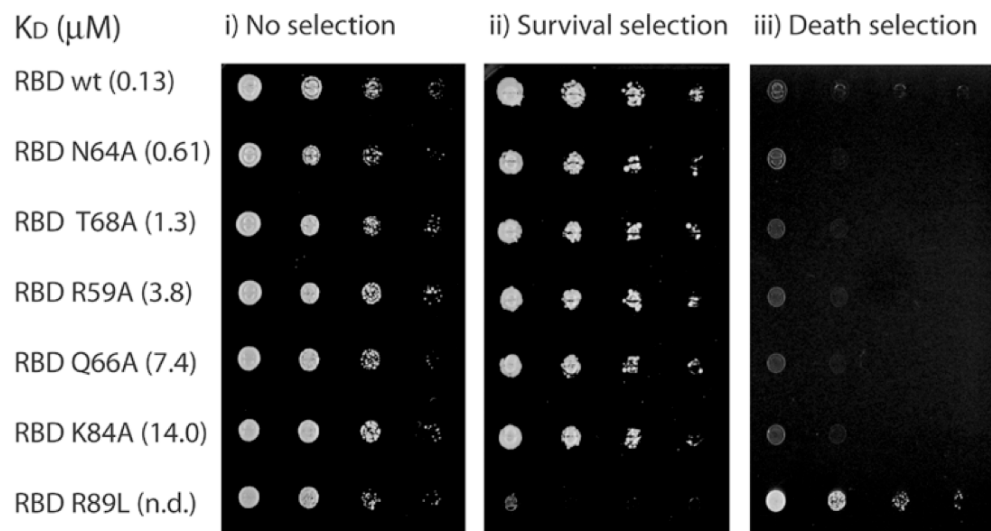 KD (μM) i) No selection ii) Survival selection iii) Death selection
RBD wt (0.13)
RBD N64A (0.61)
RBD T68A (1.3)
RBD R59A (3.8)
RBD Q66A (7.4)
RBD K84A (14.0)
RBD R89L (n.d.)